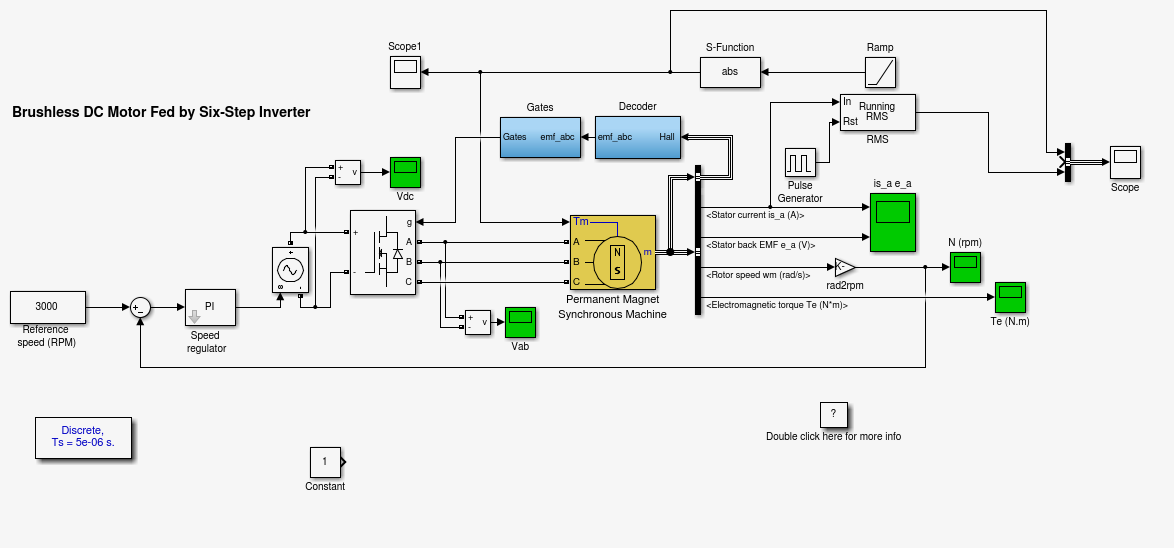 Scope1
S-Function
Ramp
abs
Brushless DC Motor Fed by Six-Step Inverter
Gates
Decoder
Gates
emf_abc
emf_abc
Hall
In
Rst
Running
RMS
RMS
Pulse
Generator
Scope
+
-
v
Vdc
is_a e_a
g
+
-
A
B
C
Tm
A
B
C
N
S
m
Permanent Magnet
Synchronous Machine
<Stator current is_a (A)>
<Stator back EMF e_a (V)>
<Rotor speed wm (rad/s)>
<Electromagnetic torque Te (N*m)>
K-
rad2rpm
N (rpm)
Te (N.m)
3000
Reference
speed (RPM)
+
-
PI
Speed
regulator
+
+
-
v
Vab
Discrete,
Ts = 5e-06 s.
1
Constant
?
Double click here for more info